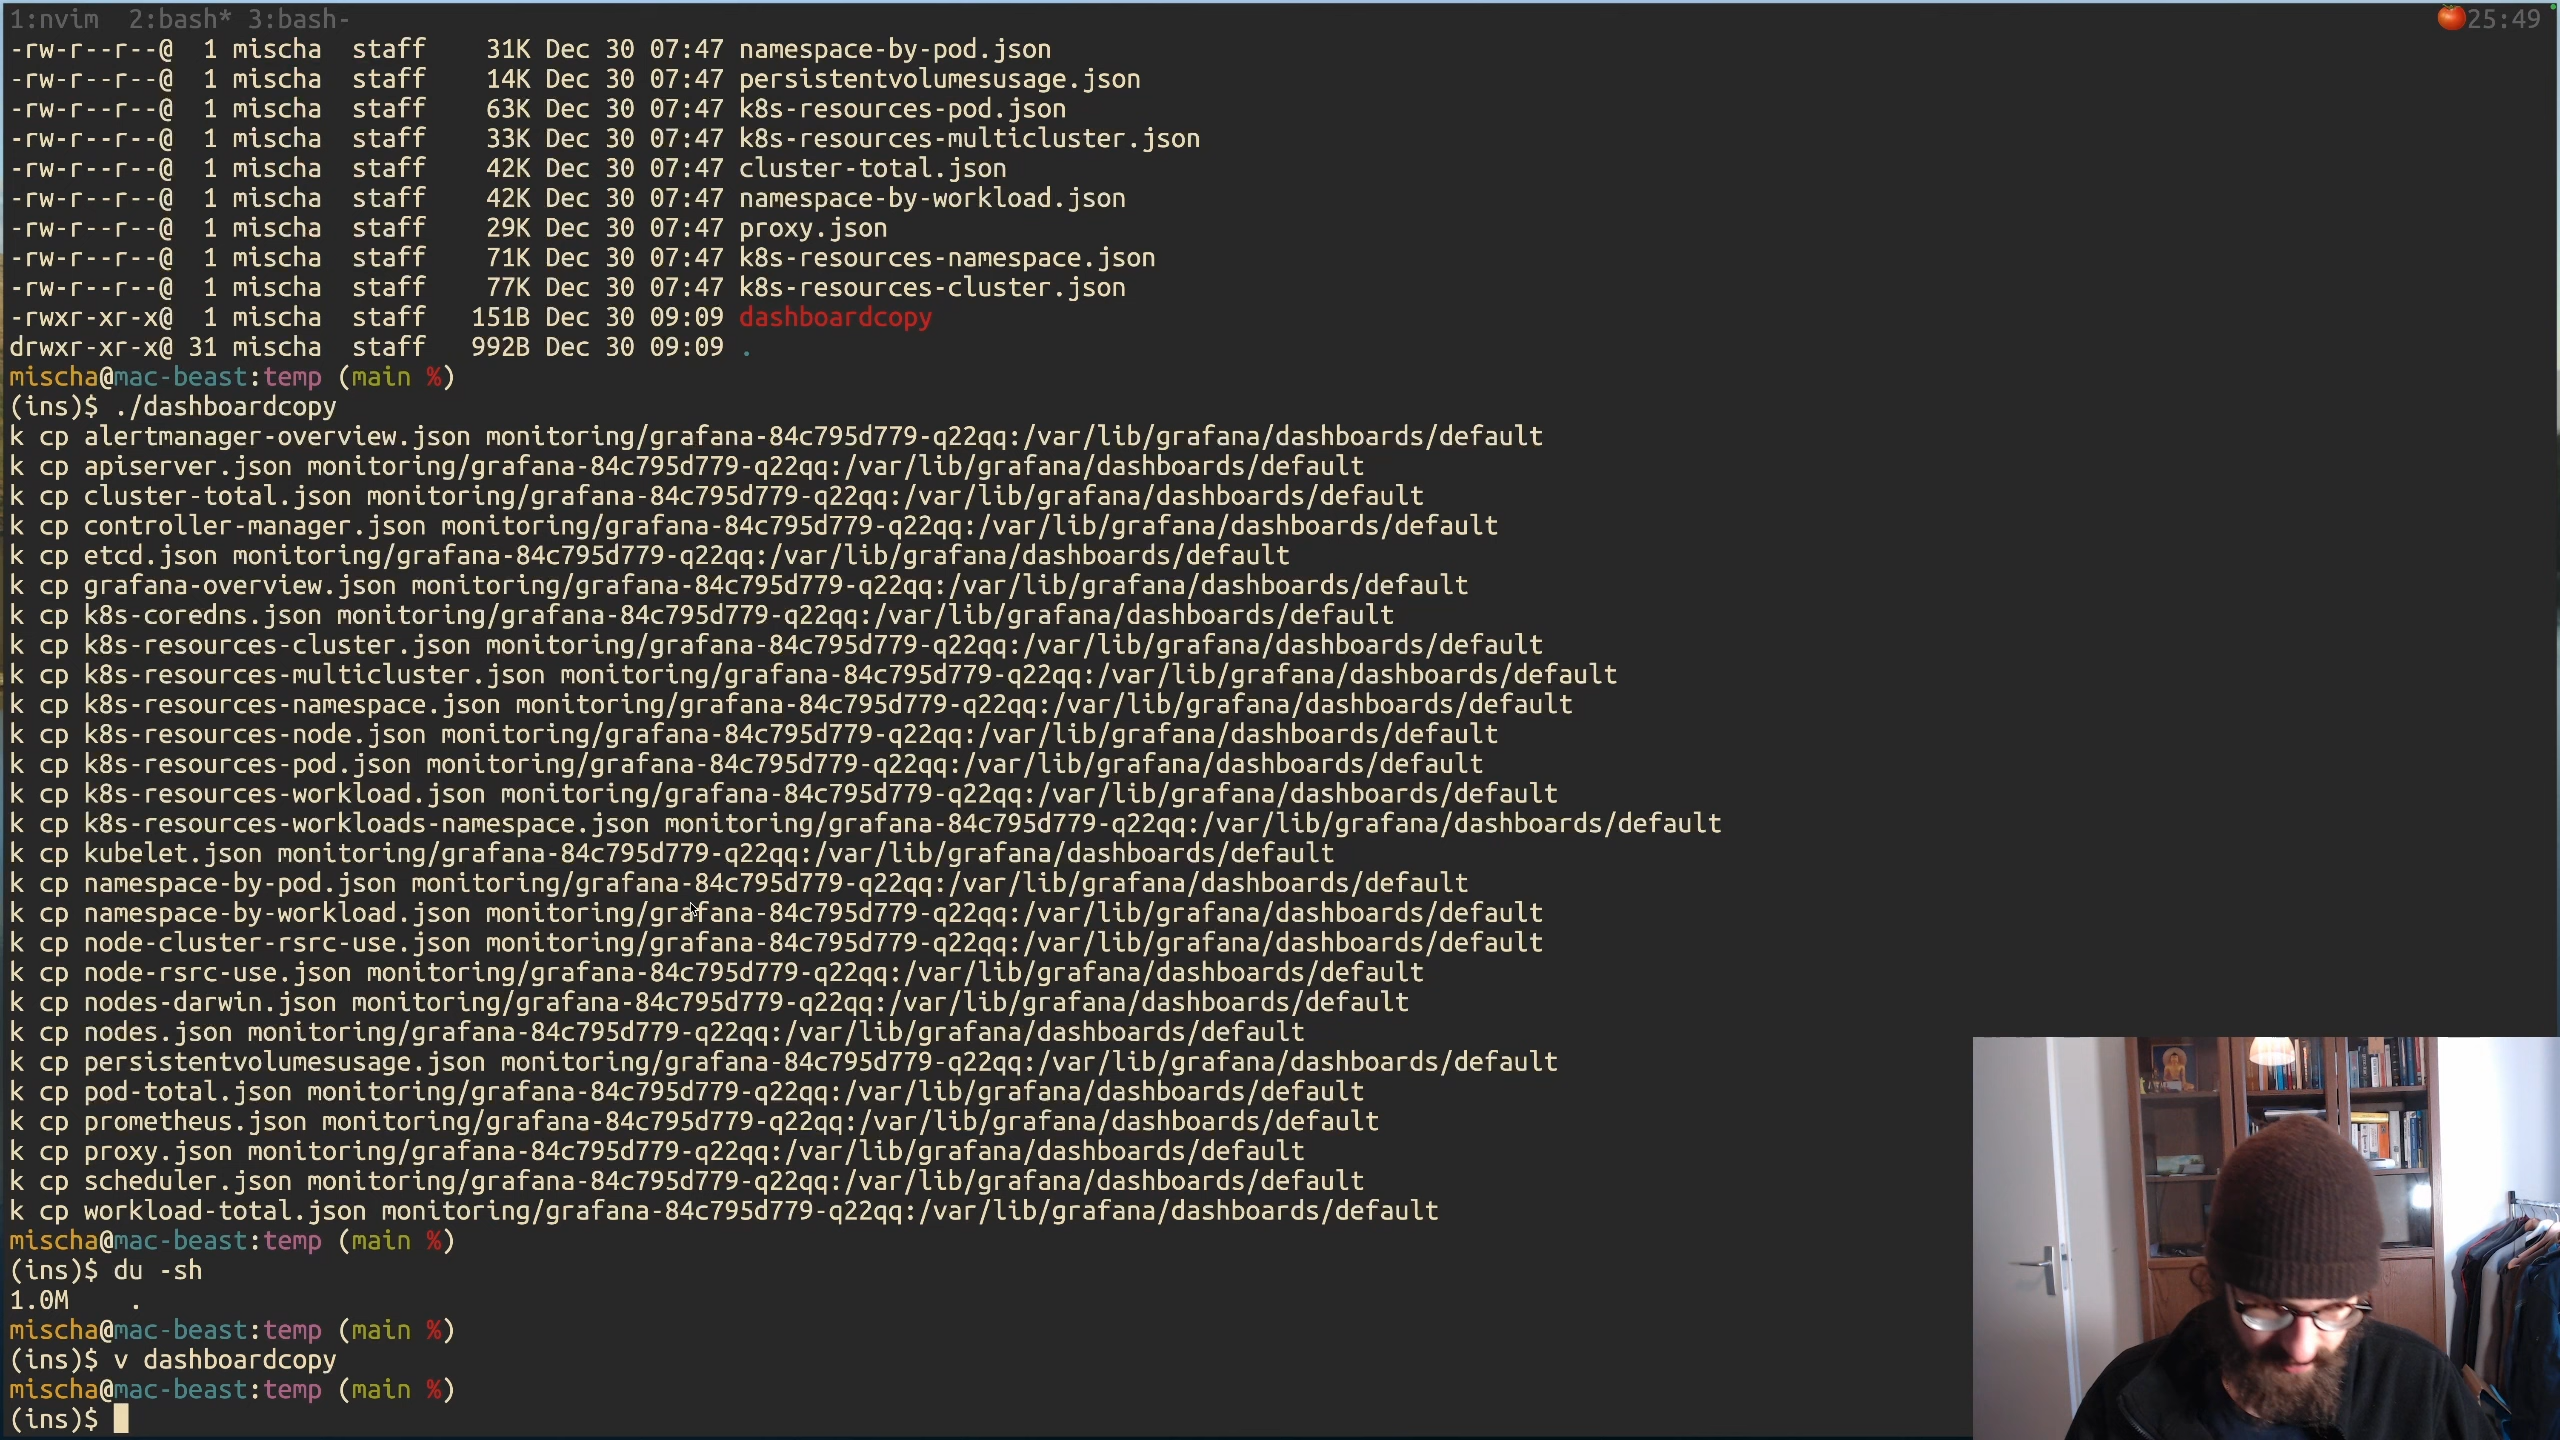 1:nvim  2:bash* 3:bash-
25:49
-rw-r--r--@  1 mischa  staff    31K Dec 30 07:47 namespace-by-pod.json
-rw-r--r--@  1 mischa  staff    14K Dec 30 07:47 persistentvolumesusage.json
-rw-r--r--@  1 mischa  staff    63K Dec 30 07:47 k8s-resources-pod.json
-rw-r--r--@  1 mischa  staff    33K Dec 30 07:47 k8s-resources-multicluster.json
-rw-r--r--@  1 mischa  staff    42K Dec 30 07:47 cluster-total.json
-rw-r--r--@  1 mischa  staff    42K Dec 30 07:47 namespace-by-workload.json
-rw-r--r--@  1 mischa  staff    29K Dec 30 07:47 proxy.json
-rw-r--r--@  1 mischa  staff    71K Dec 30 07:47 k8s-resources-namespace.json
-rw-r--r--@  1 mischa  staff    77K Dec 30 07:47 k8s-resources-cluster.json
-rwxr-xr-x@  1 mischa  staff   151B Dec 30 09:09 dashboardcopy
drwxr-xr-x@ 31 mischa  staff   992B Dec 30 09:09 .
mischa@mac-beast:temp (main %)
(ins)$ ./dashboardcopy
k cp alertmanager-overview.json monitoring/grafana-84c795d779-q22qq:/var/lib/grafana/dashboards/default
k cp apiserver.json monitoring/grafana-84c795d779-q22qq:/var/lib/grafana/dashboards/default
k cp cluster-total.json monitoring/grafana-84c795d779-q22qq:/var/lib/grafana/dashboards/default
k cp controller-manager.json monitoring/grafana-84c795d779-q22qq:/var/lib/grafana/dashboards/default
k cp etcd.json monitoring/grafana-84c795d779-q22qq:/var/lib/grafana/dashboards/default
k cp grafana-overview.json monitoring/grafana-84c795d779-q22qq:/var/lib/grafana/dashboards/default
k cp k8s-coredns.json monitoring/grafana-84c795d779-q22qq:/var/lib/grafana/dashboards/default
k cp k8s-resources-cluster.json monitoring/grafana-84c795d779-q22qq:/var/lib/grafana/dashboards/default
k cp k8s-resources-multicluster.json monitoring/grafana-84c795d779-q22qq:/var/lib/grafana/dashboards/default
k cp k8s-resources-namespace.json monitoring/grafana-84c795d779-q22qq:/var/lib/grafana/dashboards/default
k cp k8s-resources-node.json monitoring/grafana-84c795d779-q22qq:/var/lib/grafana/dashboards/default
k cp k8s-resources-pod.json monitoring/grafana-84c795d779-q22qq:/var/lib/grafana/dashboards/default
k cp k8s-resources-workload.json monitoring/grafana-84c795d779-q22qq:/var/lib/grafana/dashboards/default
k cp k8s-resources-workloads-namespace.json monitoring/grafana-84c795d779-q22qq:/var/lib/grafana/dashboards/default
k cp kubelet.json monitoring/grafana-84c795d779-q22qq:/var/lib/grafana/dashboards/default
k cp namespace-by-pod.json monitoring/grafana-84c795d779-q22qq:/var/lib/grafana/dashboards/default
k cp namespace-by-workload.json monitoring/grafana-84c795d779-q22qq:/var/lib/grafana/dashboards/default
k cp node-cluster-rsrc-use.json monitoring/grafana-84c795d779-q22qq:/var/lib/grafana/dashboards/default
k cp node-rsrc-use.json monitoring/grafana-84c795d779-q22qq:/var/lib/grafana/dashboards/default
k cp nodes-darwin.json monitoring/grafana-84c795d779-q22qq:/var/lib/grafana/dashboards/default
k cp nodes.json monitoring/grafana-84c795d779-q22qq:/var/lib/grafana/dashboards/default
k cp persistentvolumesusage.json monitoring/grafana-84c795d779-q22qq:/var/lib/grafana/dashboards/default
k cp pod-total.json monitoring/grafana-84c795d779-q22qq:/var/lib/grafana/dashboards/default
k cp prometheus.json monitoring/grafana-84c795d779-q22qq:/var/lib/grafana/dashboards/default
k cp proxy.json monitoring/grafana-84c795d779-q22qq:/var/lib/grafana/dashboards/default
k cp scheduler.json monitoring/grafana-84c795d779-q22qq:/var/lib/grafana/dashboards/default
k cp workload-total.json monitoring/grafana-84c795d779-q22qq:/var/lib/grafana/dashboards/default
mischa@mac-beast:temp (main %)
(ins)$ du -sh
1.0M    .
mischa@mac-beast:temp (main %)
(ins)$ v dashboardcopy
mischa@mac-beast:temp (main %)
(ins)$